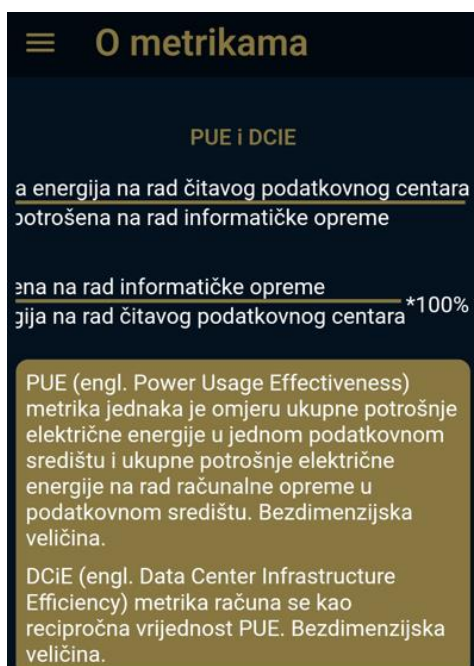 O metrikama
PUE i DCIE
a energija na rad čitavog podatkovnog centara
potrošena na rad informatičke opreme
ena na rad informatičke opreme
gija na rad čitavog podatkovnog centara *100%
PUE (engl. Power Usage Effectiveness)
metrika jednaka je omjeru ukupne potrošnje
električne energije u jednom podatkovnom
središtu i ukupne potrošnje električne
energije na rad računalne opreme u
podatkovnom središtu. Bezdimenzijska
veličina.
DCiE (engl. Data Center Infrastructure
Efficiency) metrika računa se kao
recipročna vrijednost PUE. Bezdimenzijska
veličina.